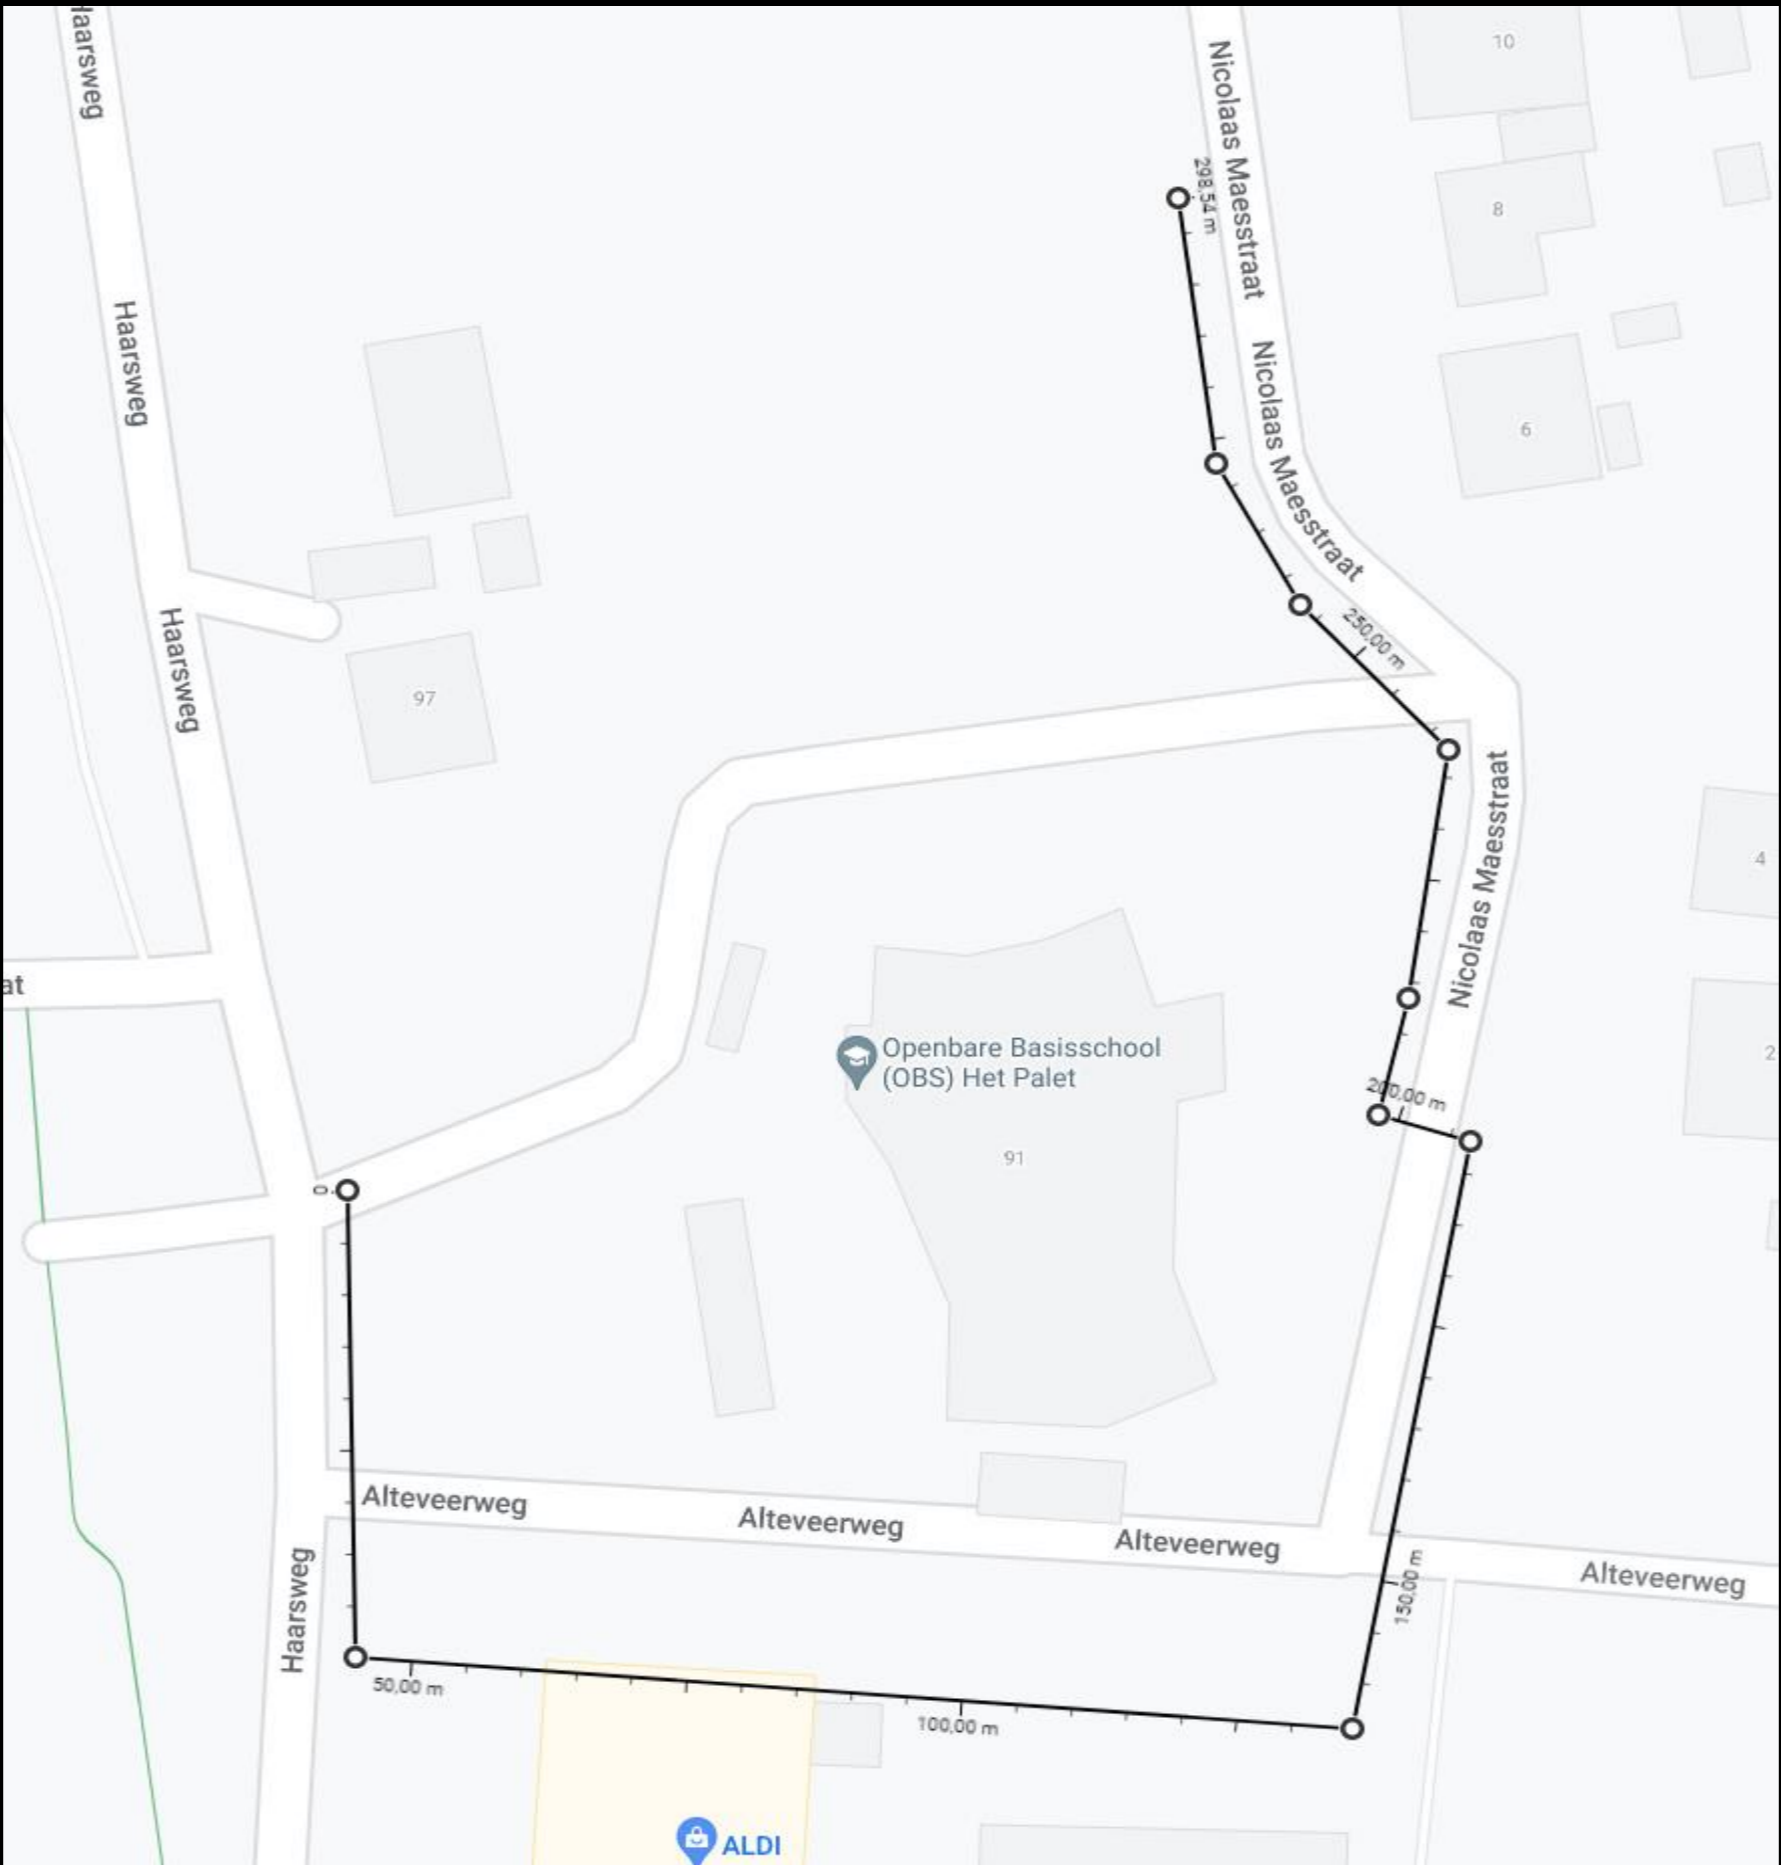 Haarsweg
10
Nicolaas Maesstraat
298,54 m
8
Haarsweg
Nicolaas Maesstraat
6
250,00 m
Haarsweg
97
Nicolaas Maesstraat
4
at
Openbare Basisschool
(OBS) Het Palet
2
200,00 m
91
0
Alteveerweg
Alteveerweg
Alteveerweg
Alteveerweg
150,00 m
Haarsweg
50,00 m
100,00 m
ALDI